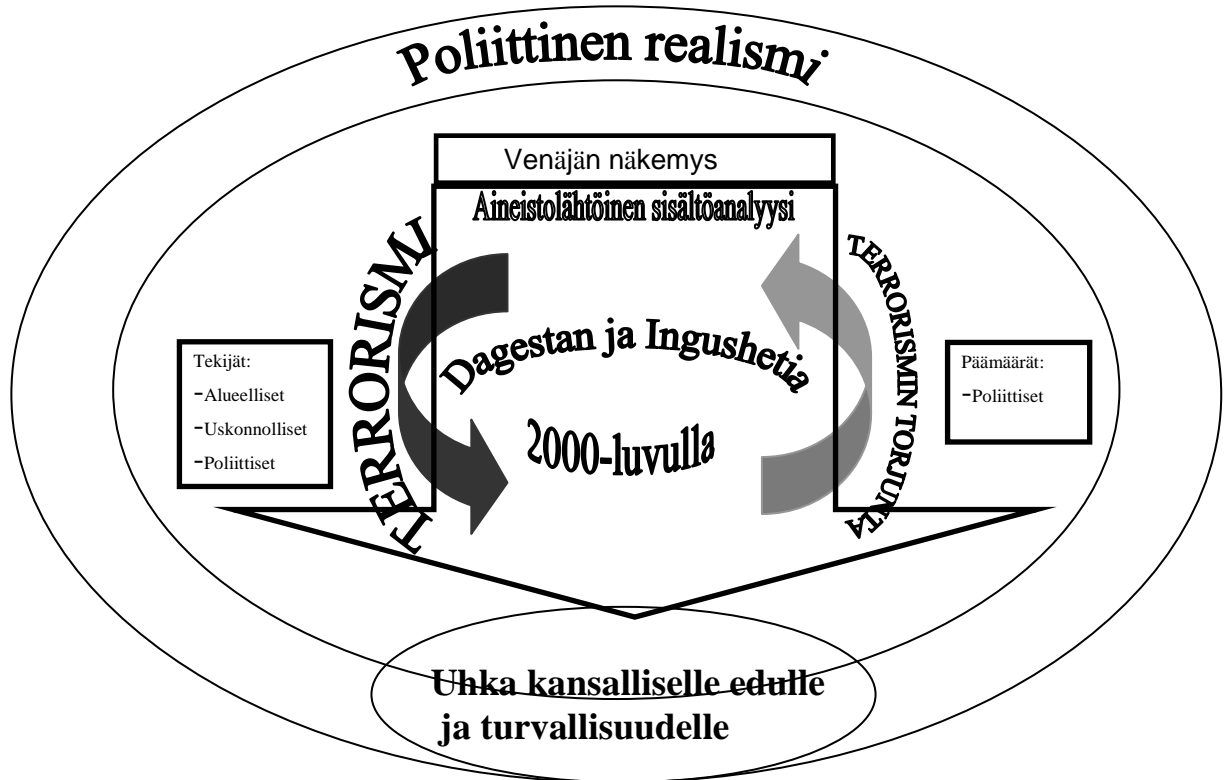 Poliittinen realismi
Venäjän näkemys
Aineistolähtöinen sisältöanalyysi
TERRORISMI
TERRORISMIN TORJUNTA
Dagestan ja Ingushetia
2000-luvulla
Tekijät:
-Alueelliset
-Uskonnolliset
-Poliittiset
Päämäärät:
-Poliittiset
Uhka kansalliselle edulle
ja turvallisuudelle